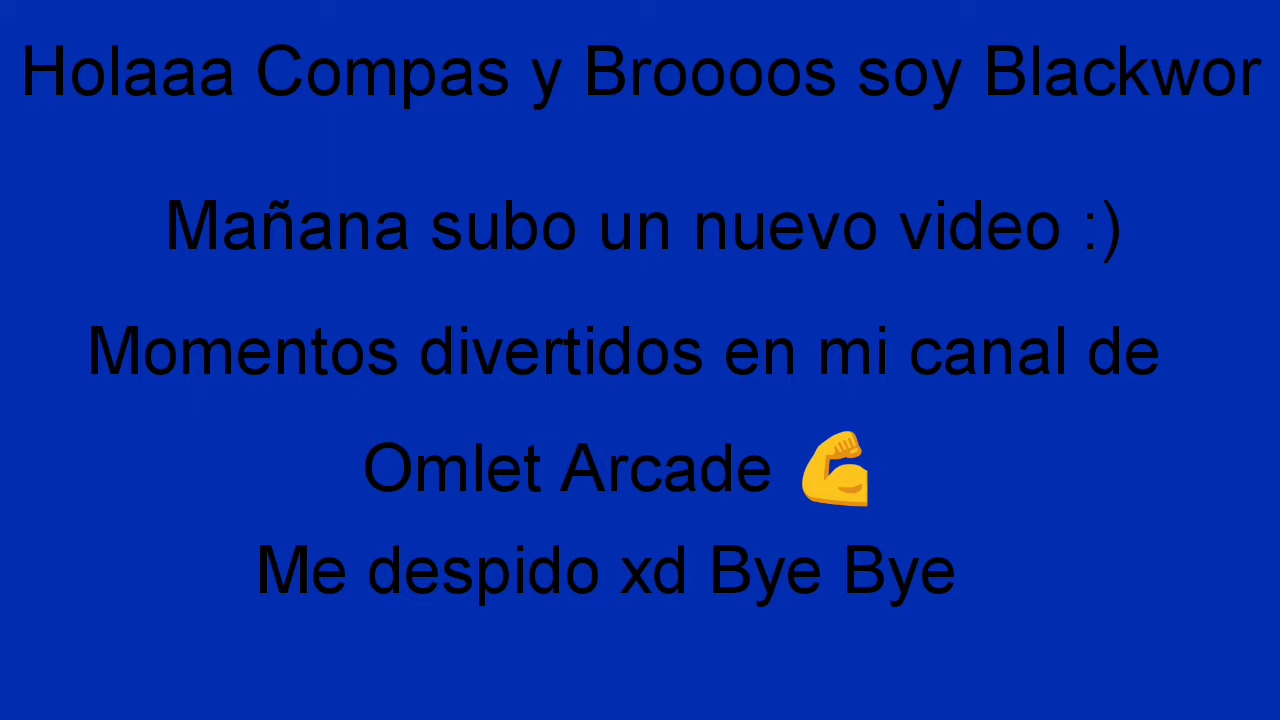 Holaaa Compas y Broooos soy Blackwor
Mañana subo un nuevo video :)
Momentos divertidos en mi canal de
Omlet Arcade 💪
Me despido xd Bye Bye